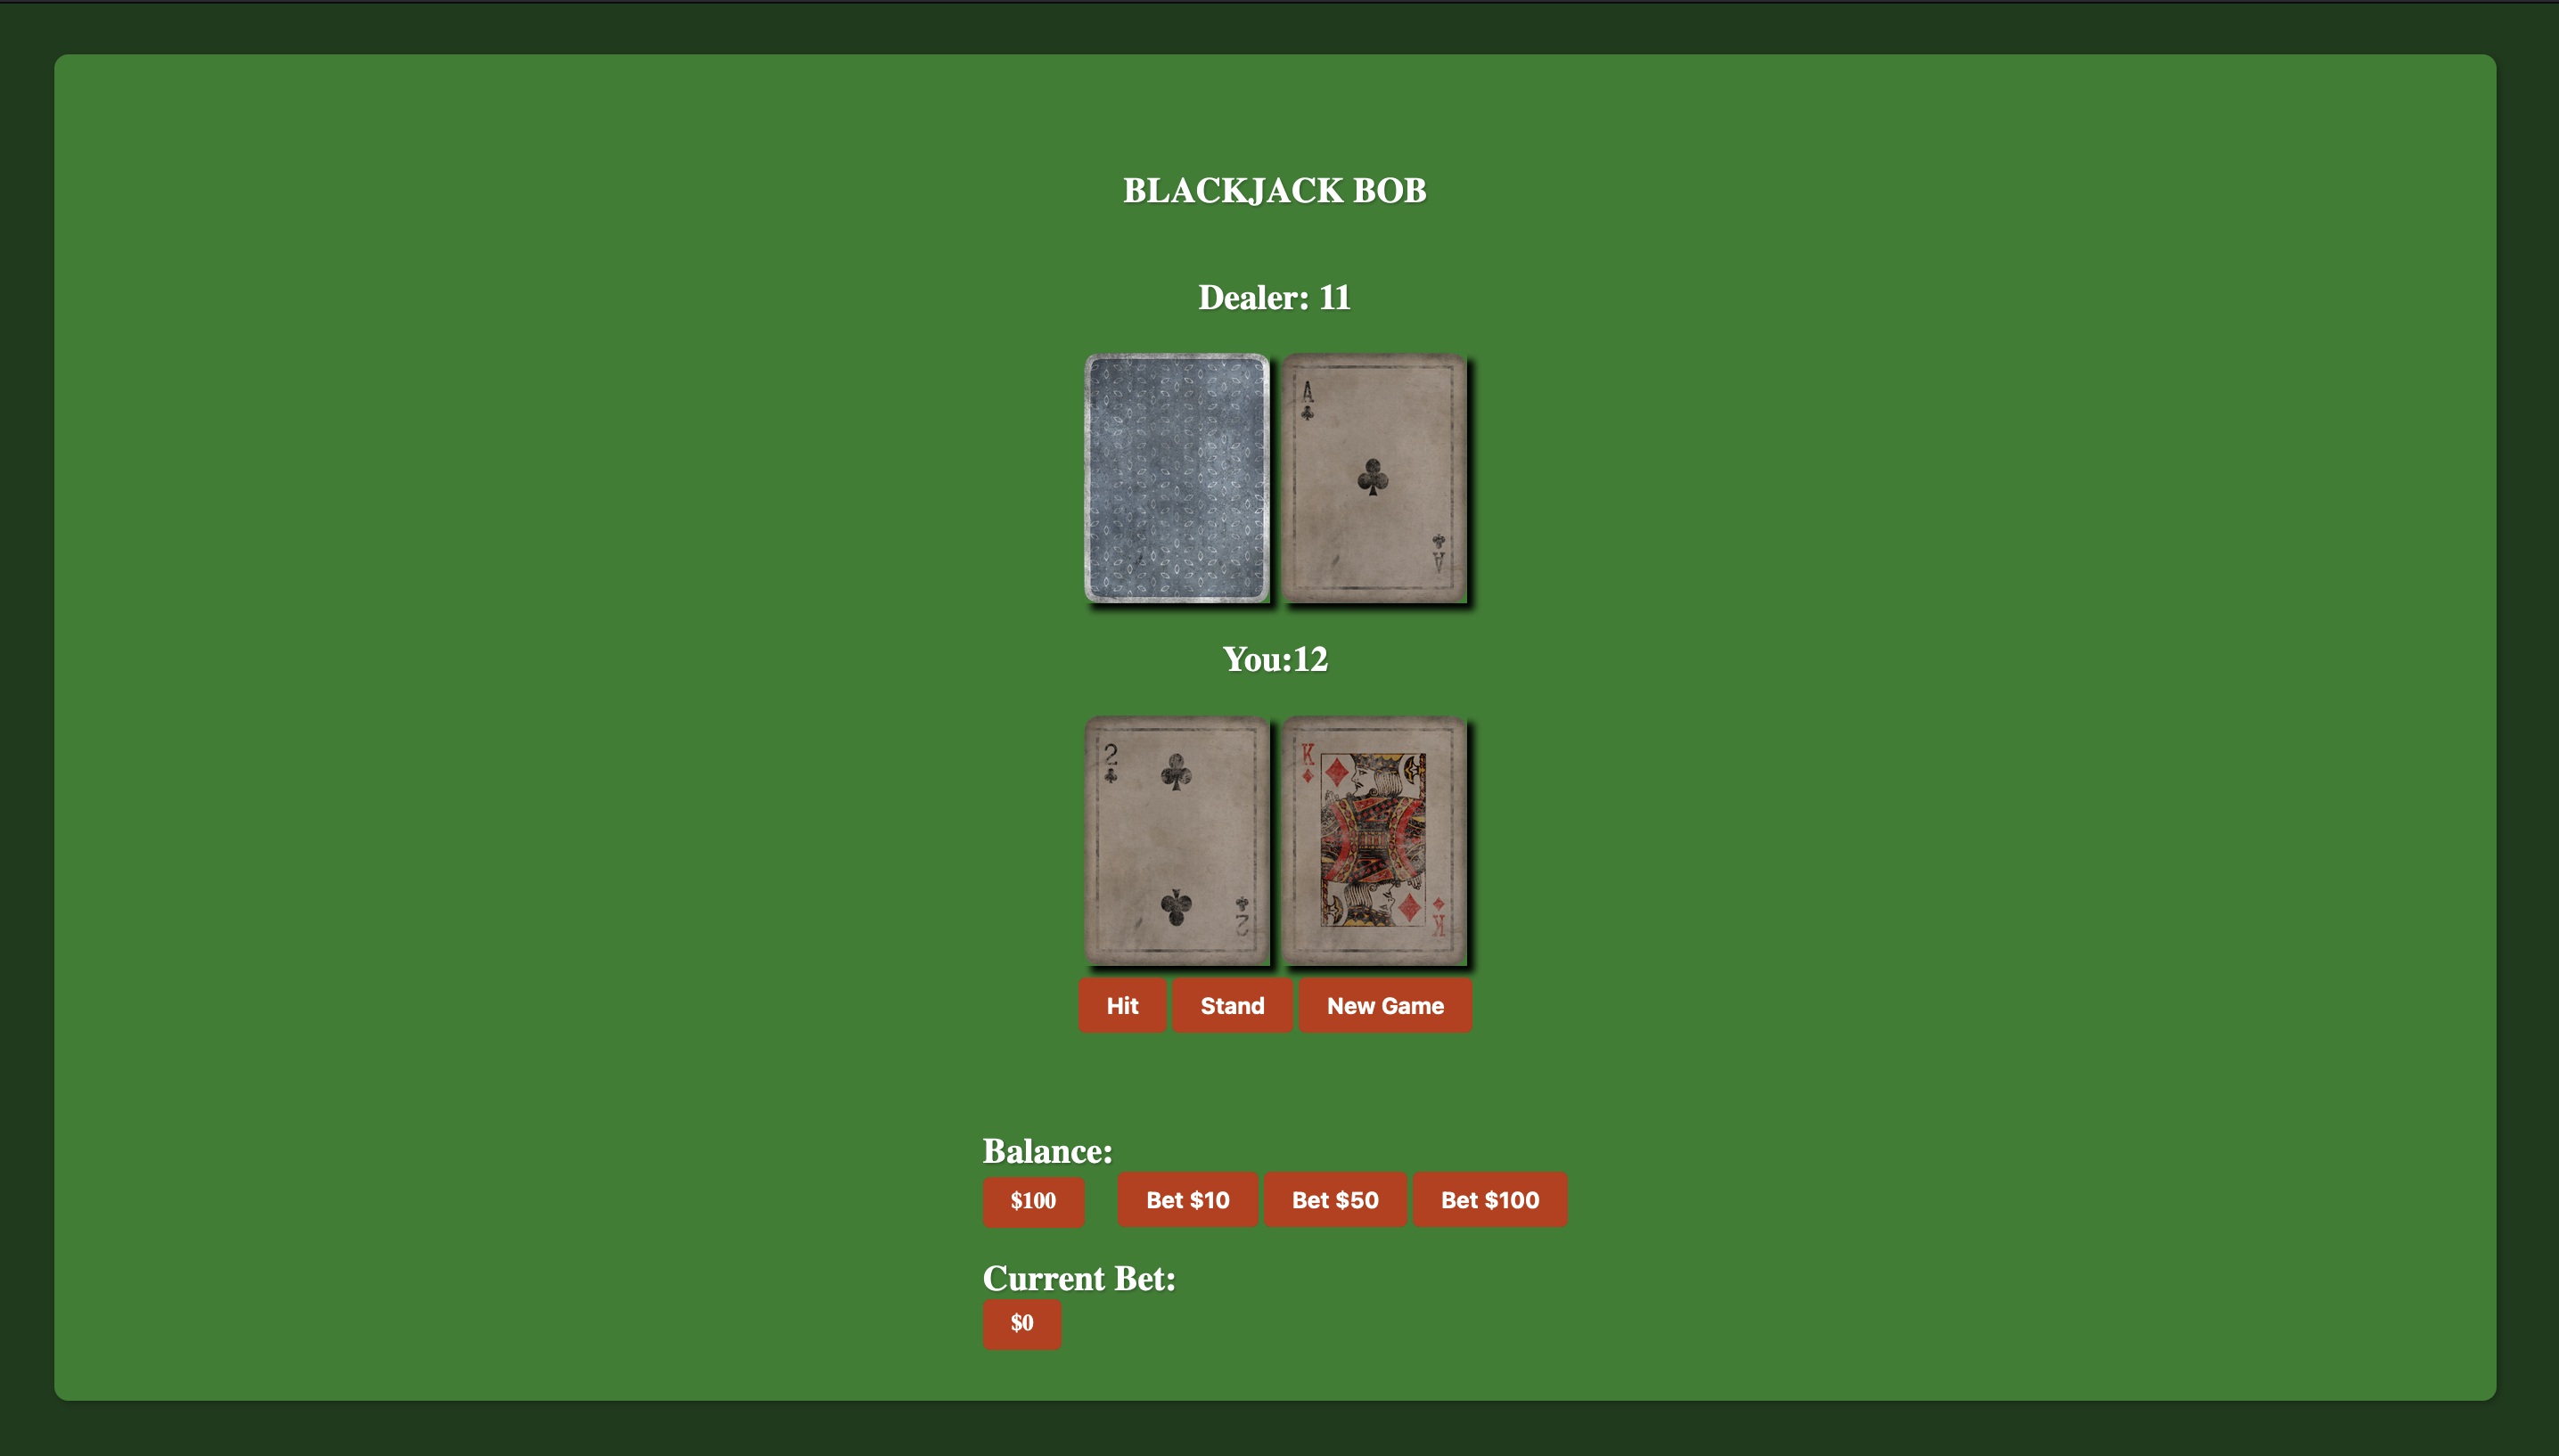 BLACKJACK BOB
Dealer: 11
A
A
You:12
2
K
2
K
Hit Stand New Game
Balance:
$100 Bet $10 Bet $50 Bet $100
Current Bet:
$0